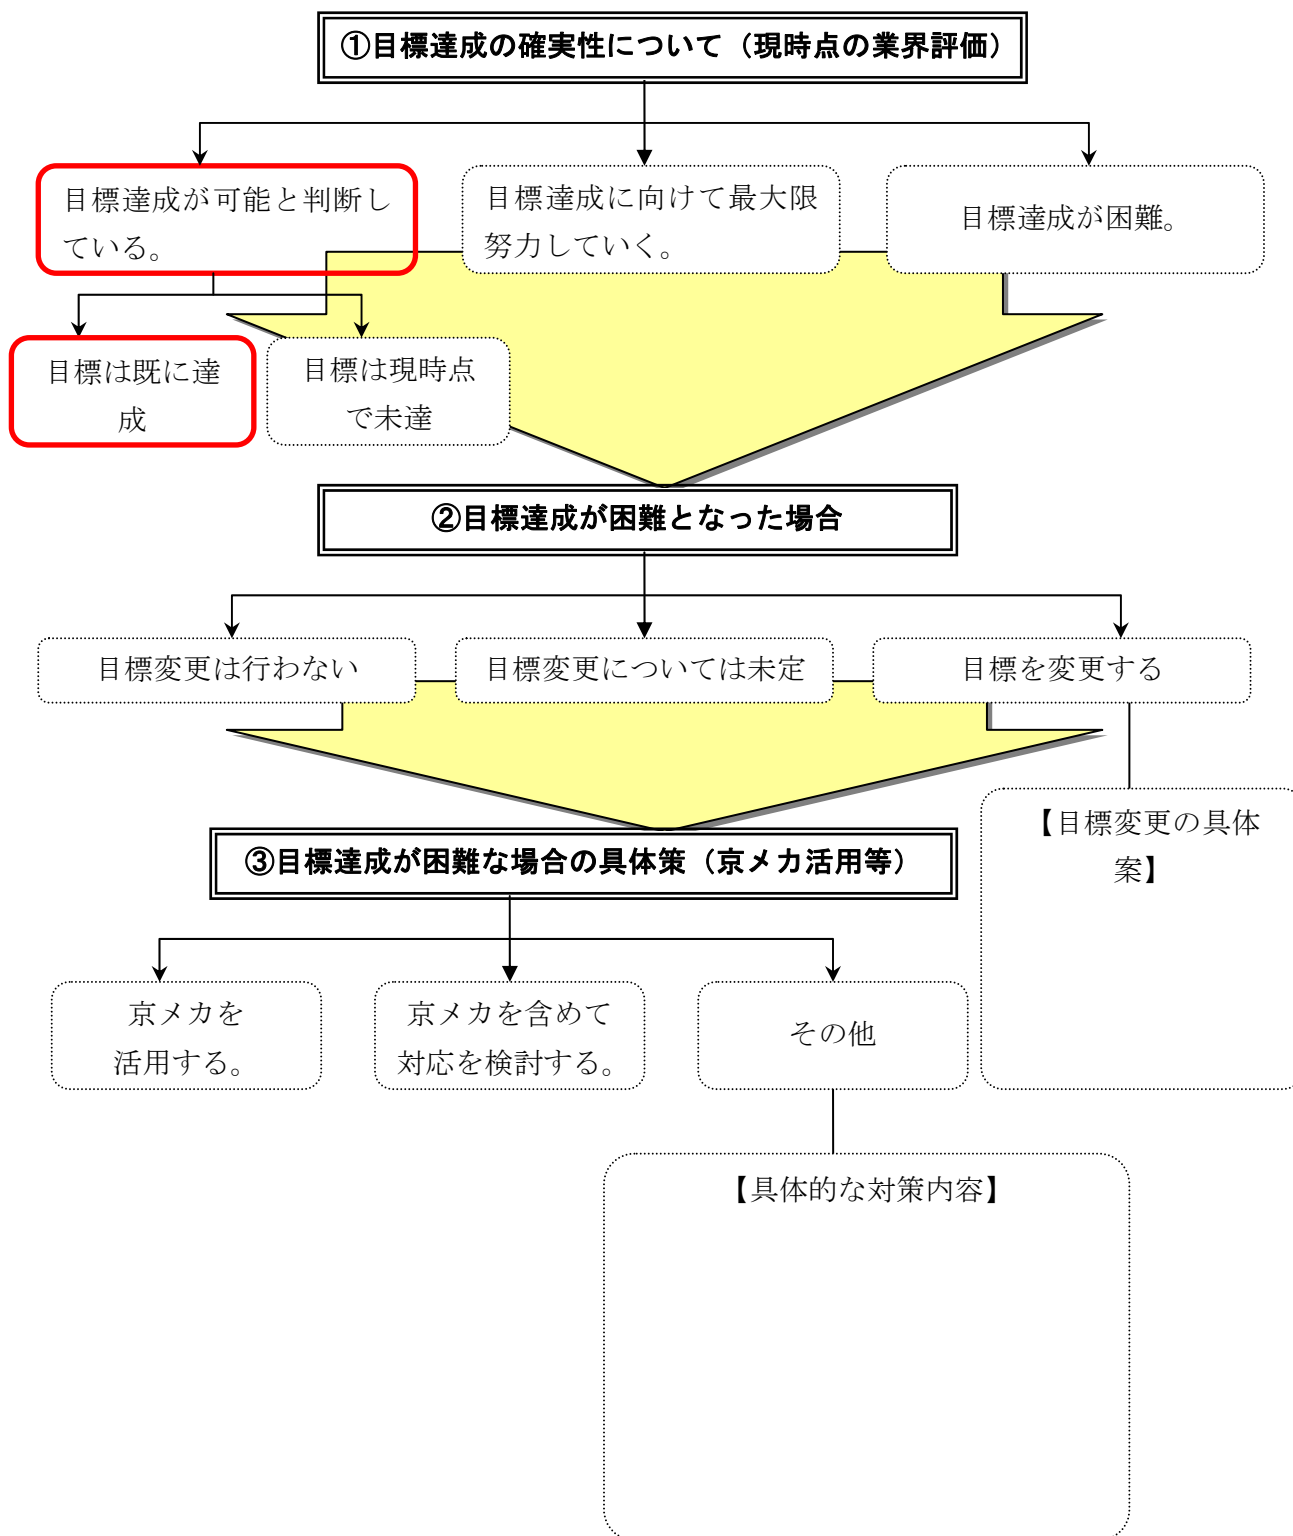 ①目標達成の確実性について（現時点の業界評価）
目標達成が可能と判断し
ている。
目標達成に向けて最大限
努力していく。
目標達成が困難。
目標は既に達
成
目標は現時点
で未達
②目標達成が困難となった場合
目標変更は行わない
目標変更については未定
目標を変更する
【目標変更の具体
案】
③目標達成が困難な場合の具体策（京メカ活用等）
京メカを
活用する。
京メカを含めて
対応を検討する。
その他
【具体的な対策内容】